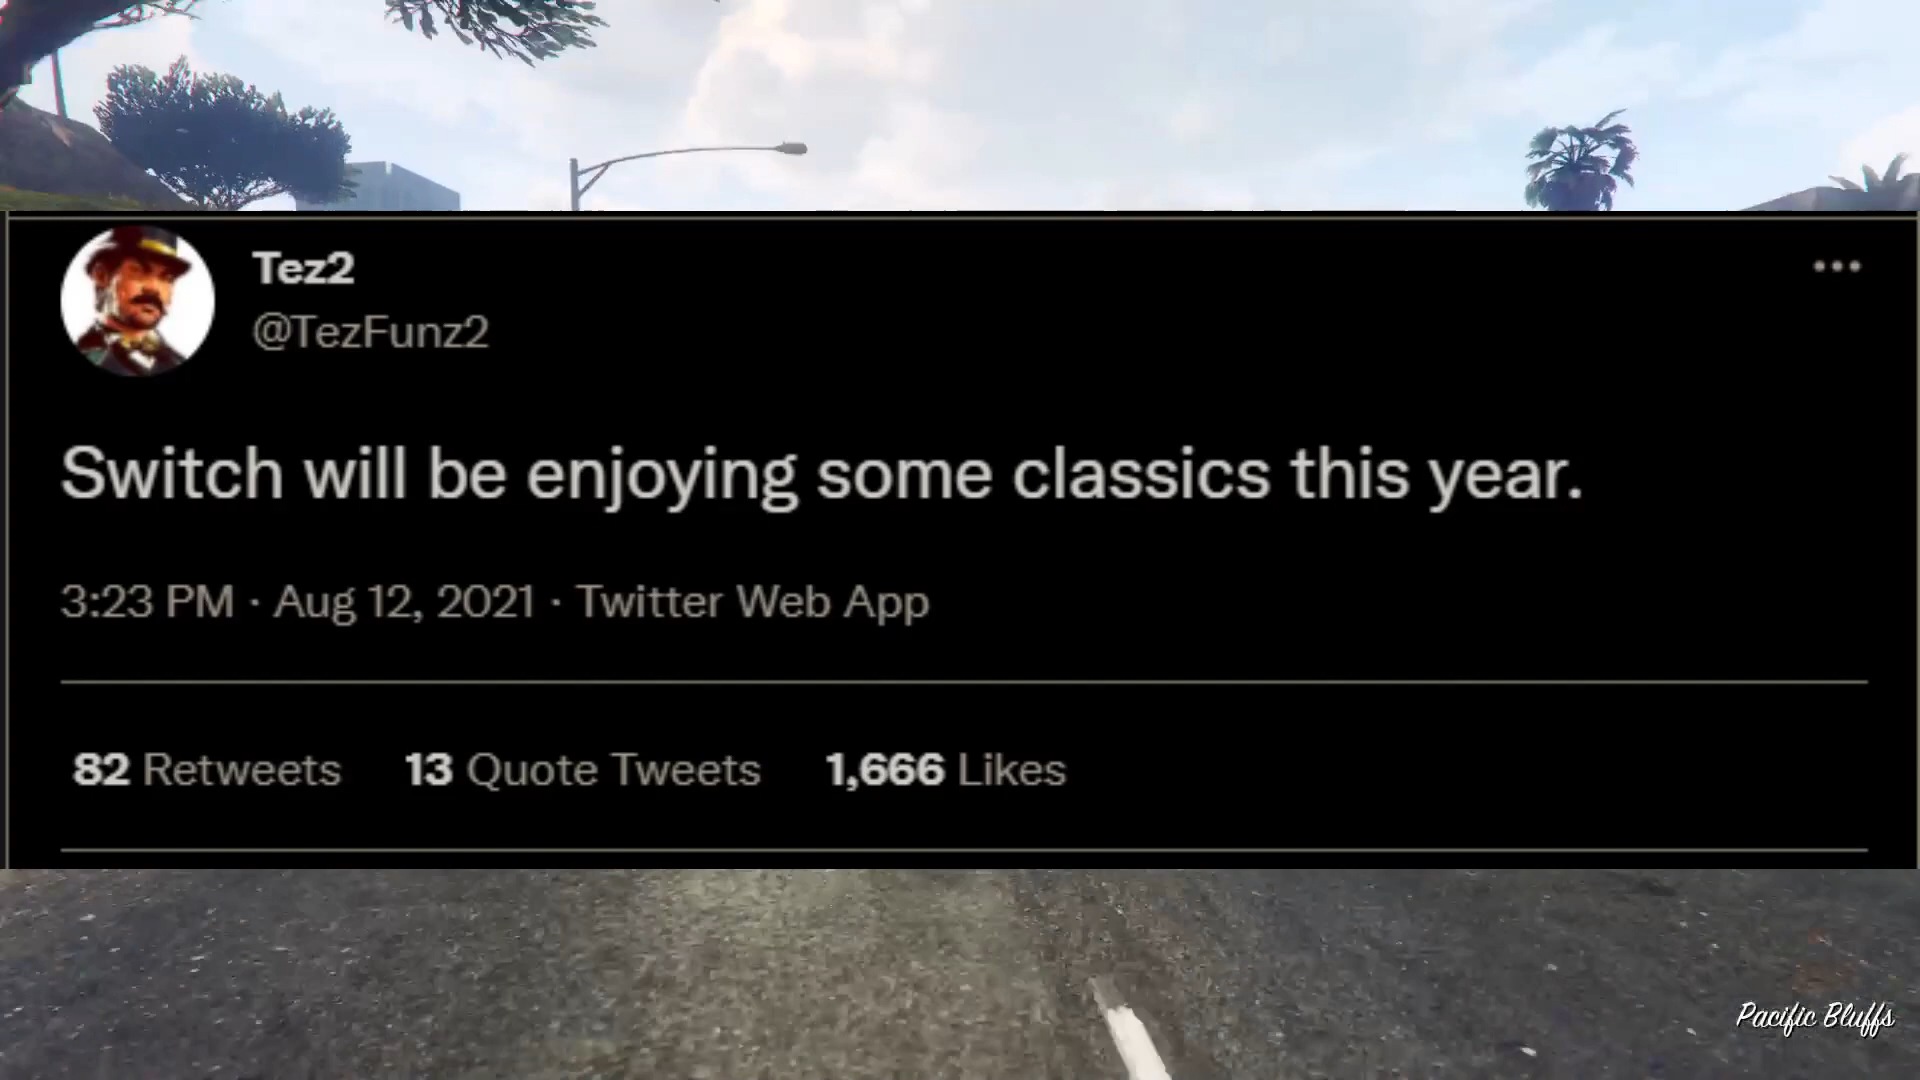 Tez2
@TezFunz2
Switch will be enjoying some classics this year.
3:23 PM · Aug 12, 2021 · Twitter Web App
82 Retweets 13 Quote Tweets 1,666 Likes
Pacific Bluffs